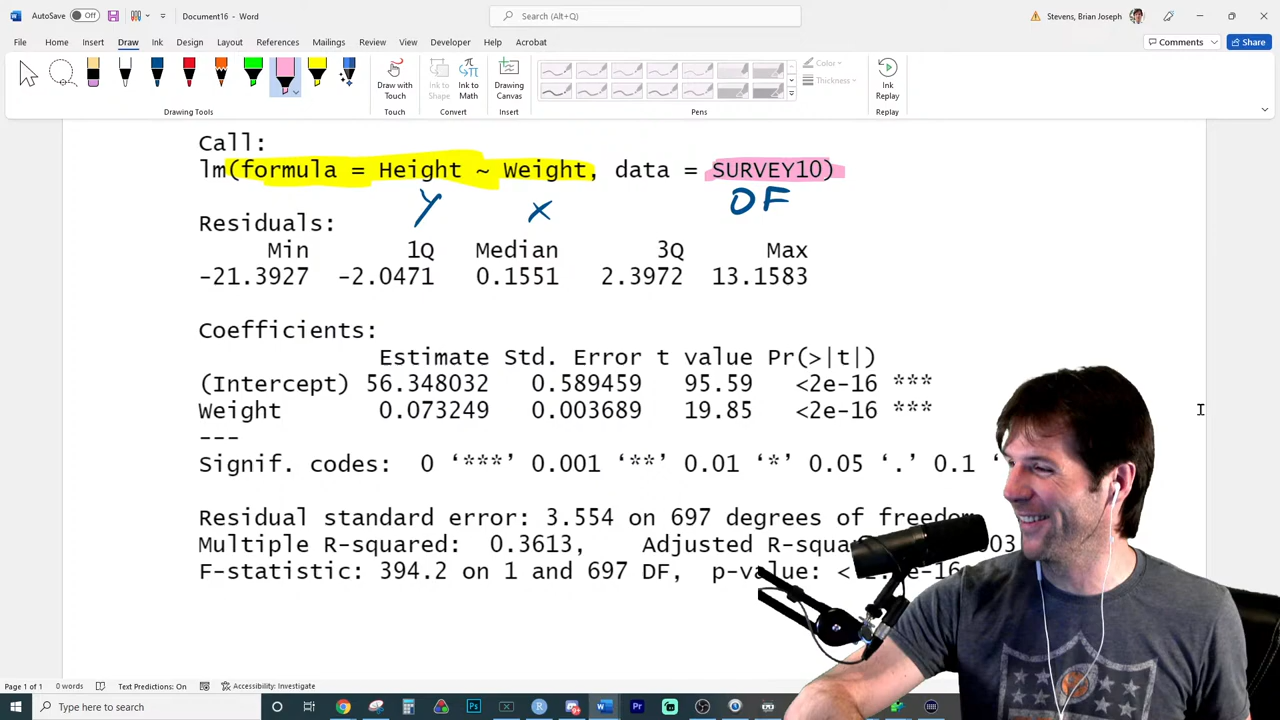 AutoSave Off Document16 - Word Search (Alt+Q) Stevens, Brian Joseph
File Home Insert Draw Ink Design Layout References Mailings Review View Developer Help Acrobat Comments Share
Draw with Touch Ink to Shape Ink to Math Drawing Canvas Color Thickness Ink Replay
Drawing Tools Touch Convert Insert Pens Replay
Call:
lm(formula = Height ~ Weight, data = SURVEY10)
Y X DF
Residuals:
Min 1Q Median 3Q Max
-21.3927 -2.0471 0.1551 2.3972 13.1583
Coefficients:
Estimate Std. Error t value Pr(>|t|)
(Intercept) 56.348032 0.589459 95.59 <2e-16 ***
Weight 0.073249 0.003689 19.85 <2e-16 ***
---
Signif. codes: 0 ‘***’ 0.001 ‘**’ 0.01 ‘*’ 0.05 ‘.’ 0.1 ‘
Residual standard error: 3.554 on 697 degrees of freedom
Multiple R-squared: 0.3613, Adjusted
F-statistic: 394.2 on 1 and 697 DF, p-value: <
Page 1 of 1 0 words Text Predictions: On Accessibility: Investigate
Type here to search